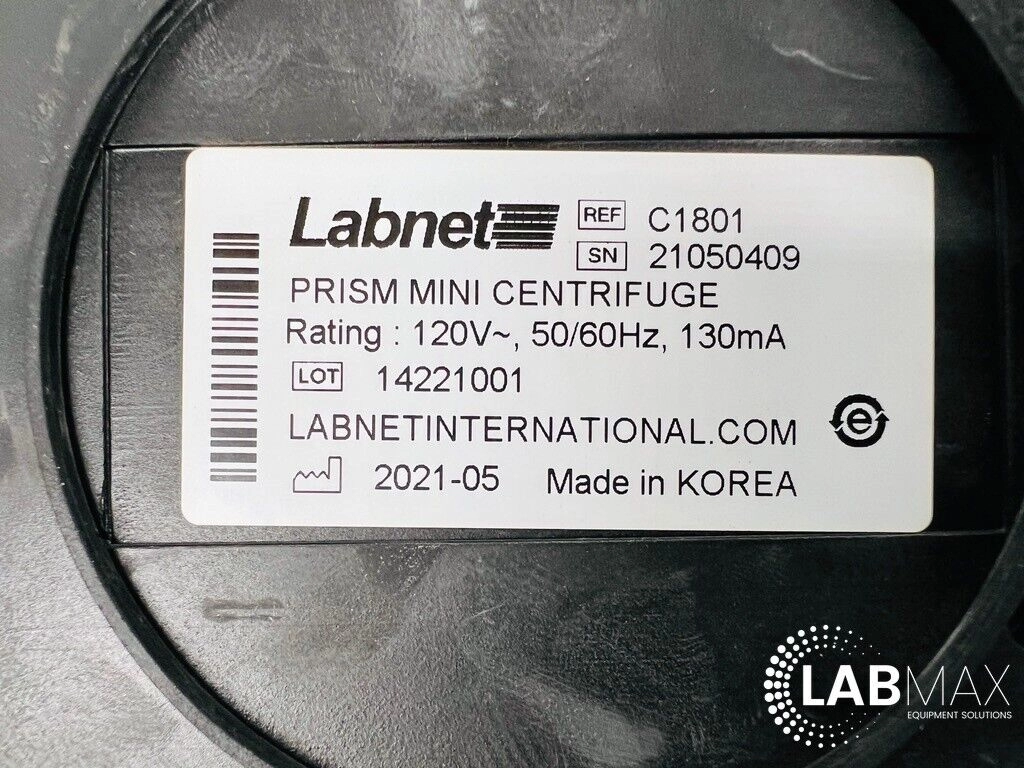 Labnet
REF C1801
SN 21050409
PRISM MINI CENTRIFUGE
Rating : 120V~, 50/60Hz, 130mA
LOT 14221001
LABNETINTERNATIONAL.COM
e
2021-05 Made in KOREA
LABMAX
EQUIPMENT SOLUTIONS